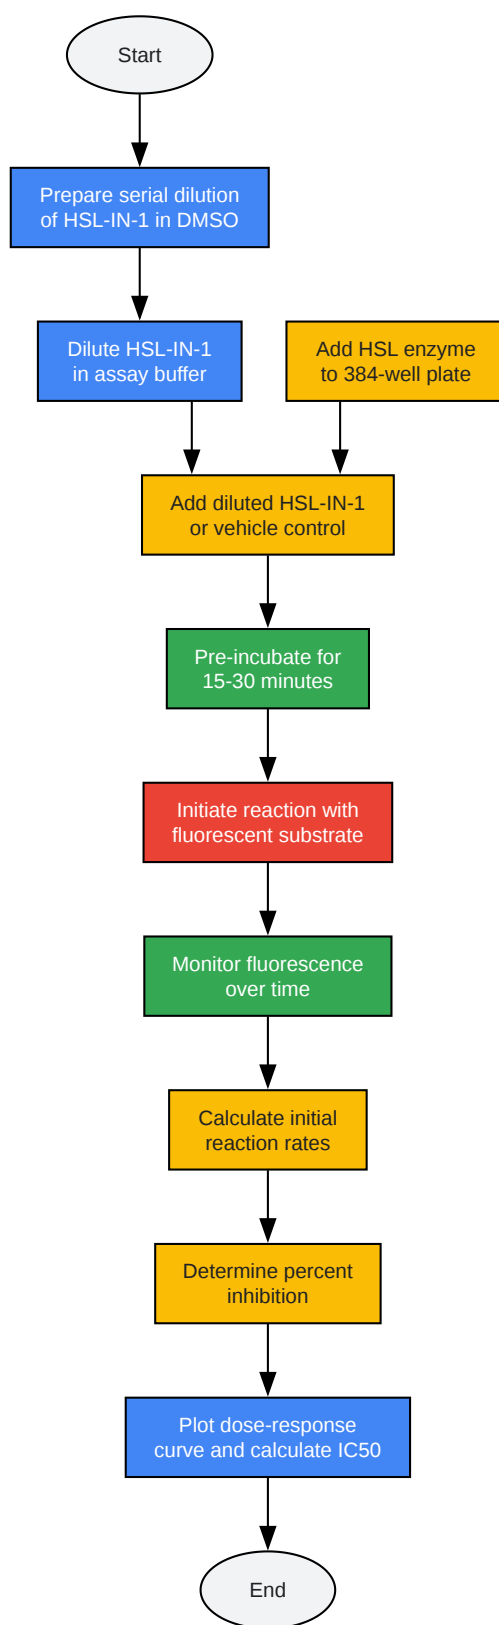 Start
Prepare serial dilution
of HSL-IN-1 in DMSO
Dilute HSL-IN-1
in assay buffer
Add HSL enzyme
to 384-well plate
Add diluted HSL-IN-1
or vehicle control
Pre-incubate for
15-30 minutes
Initiate reaction with
fluorescent substrate
Monitor fluorescence
over time
Calculate initial
reaction rates
Determine percent
inhibition
Plot dose-response
curve and calculate IC50
End